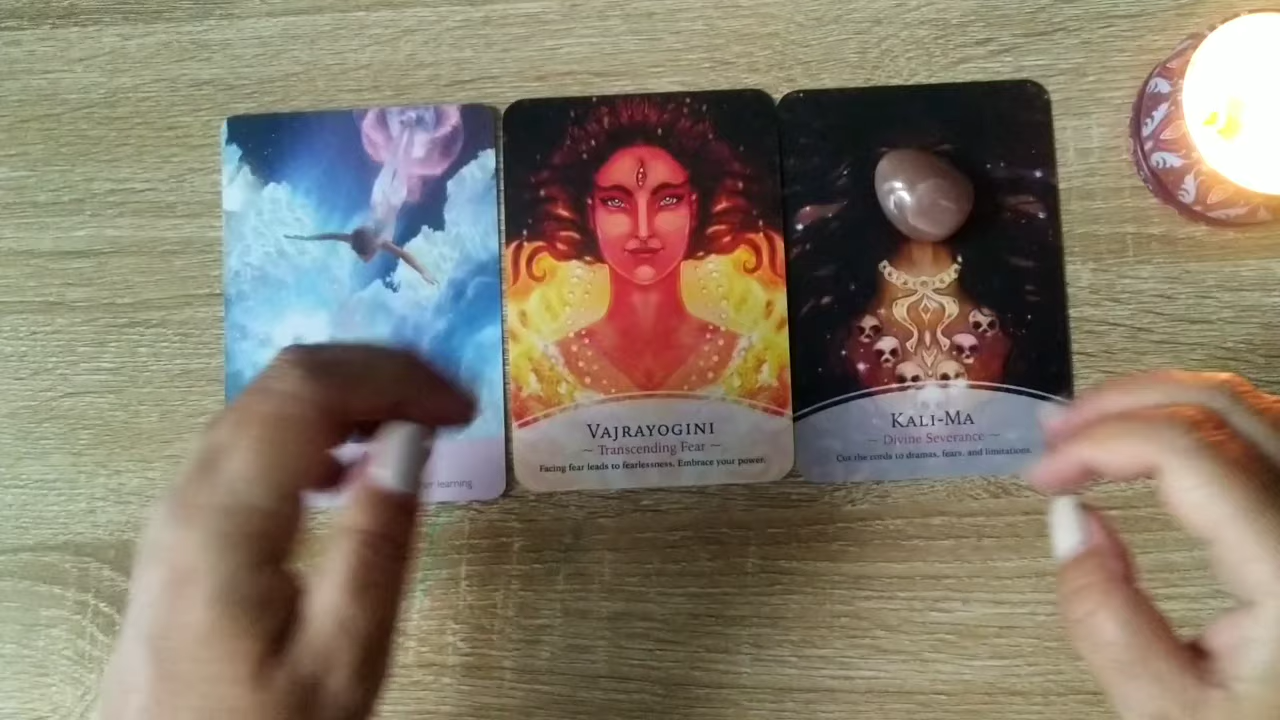 learning
VAJRAYOGINI
— Transcending Fear —
Facing fear leads to fearlessness. Embrace your power.
KALI-MA
— Divine Severance —
Cut the cords to dramas, fears, and limitations.